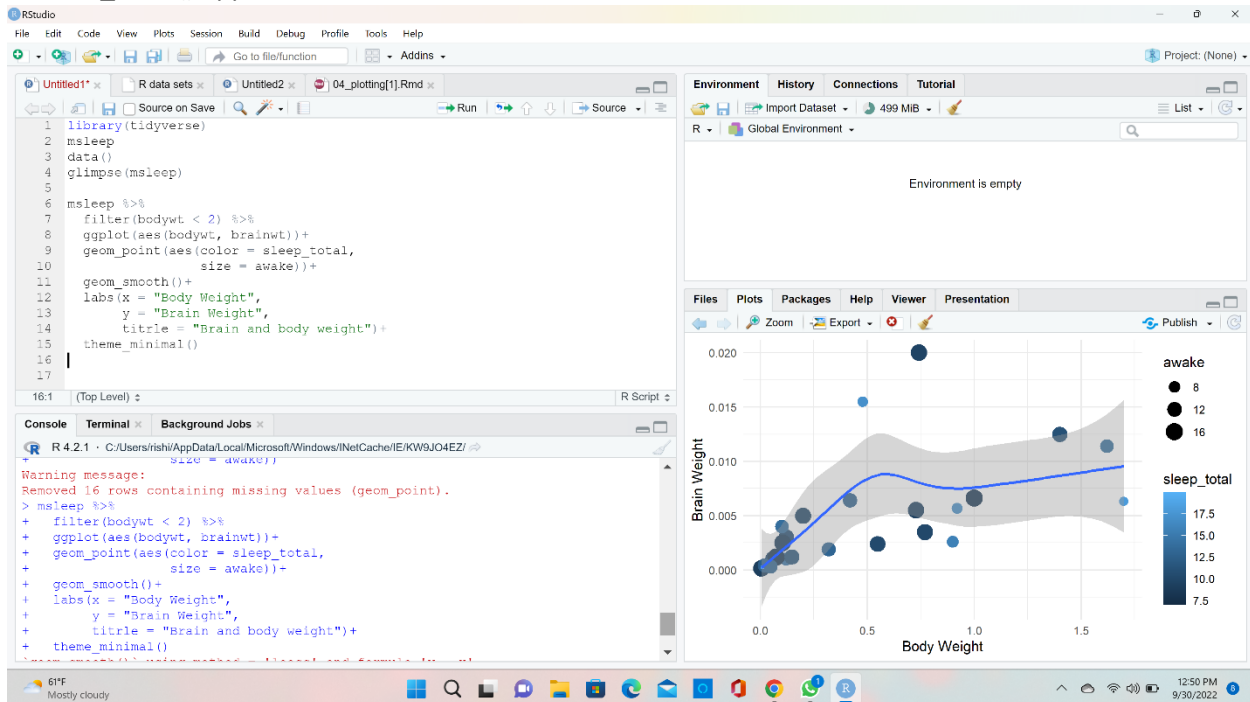 RStudio
File Edit Code View Plots Session Build Debug Profile Tools Help
Go to file/function Addins Project: (None)
Untitled1* R data sets Untitled2 04_plotting[1].Rmd
Source on Save Run Source
1 library(tidyverse)
2 msleep
3 data()
4 glimpse(msleep)
5
6 msleep %>%
7 filter(bodywt < 2) %>%
8 ggplot(aes(bodywt, brainwt))+
9 geom_point(aes(color = sleep_total,
10 size = awake))+
11 geom_smooth()+
12 labs(x = "Body Weight",
13 y = "Brain Weight",
14 titrle = "Brain and body weight")+
15 theme_minimal()
16
17
16:1 (Top Level) R Script
Console Terminal Background Jobs
R 4.2.1 · C:/Users/rishi/AppData/Local/Microsoft/Windows/INetCache/IE/KW9JO4EZ/
+ size = awake))
Warning message:
Removed 16 rows containing missing values (geom_point).
> msleep %>%
+ filter(bodywt < 2) %>%
+ ggplot(aes(bodywt, brainwt))+
+ geom_point(aes(color = sleep_total,
+ size = awake))+
+ geom_smooth()+
+ labs(x = "Body Weight",
+ y = "Brain Weight",
+ titrle = "Brain and body weight")+
+ theme_minimal()
Environment History Connections Tutorial
Import Dataset 499 MiB List
R Global Environment
Environment is empty
Files Plots Packages Help Viewer Presentation
Zoom Export Publish
0.020
0.015
0.010
0.005
0.000
Brain Weight
0.0 0.5 1.0 1.5
Body Weight
awake
8
12
16
sleep_total
17.5
15.0
12.5
10.0
7.5
61°F
Mostly cloudy
12:50 PM
9/30/2022
8